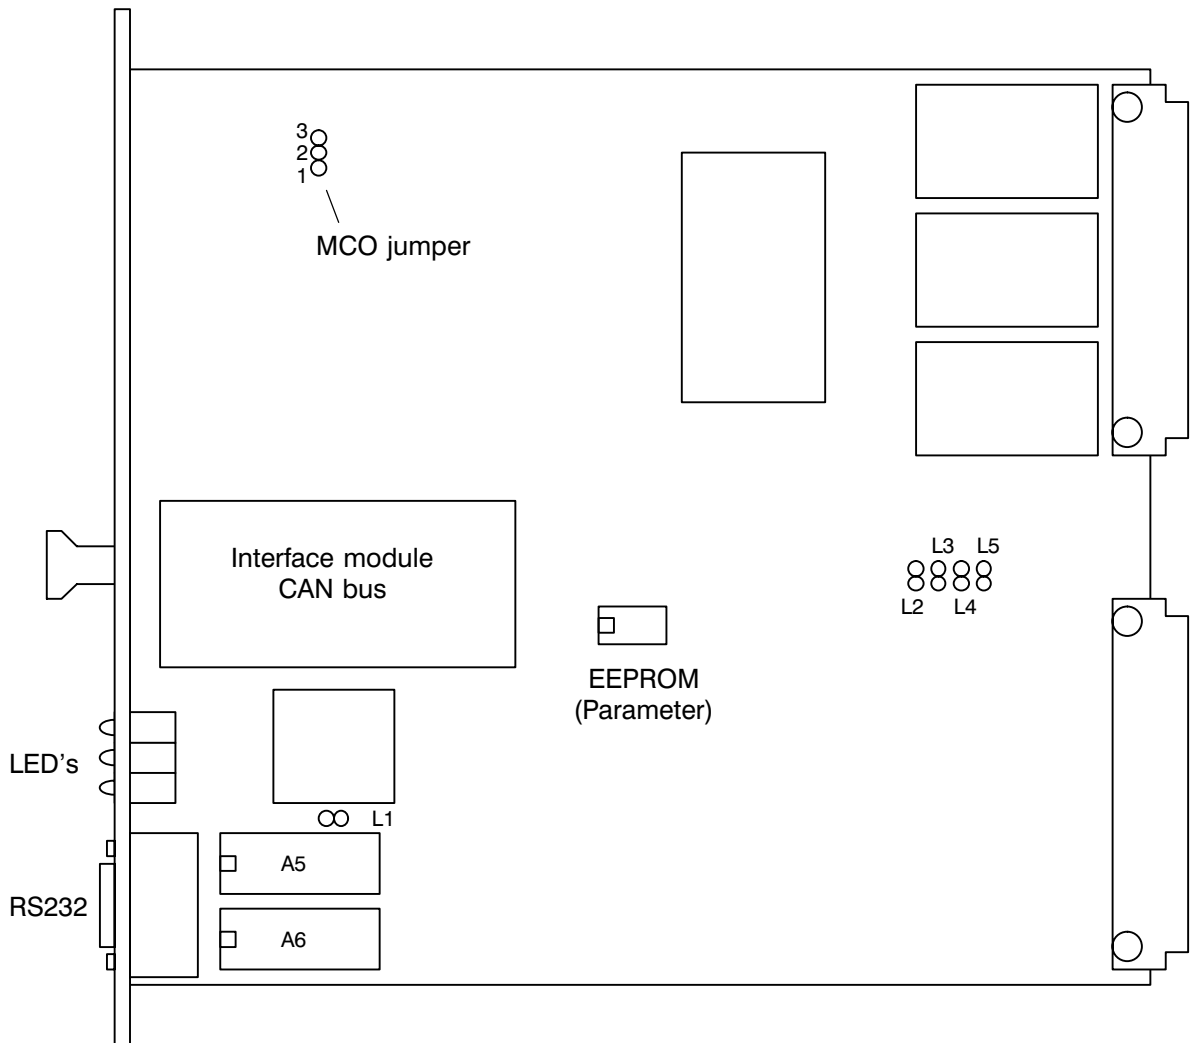 3
2
1
MCO jumper
Interface module
CAN bus
L3 L5
L2 L4
EEPROM
(Parameter)
LED's
L1
A5
RS232
A6